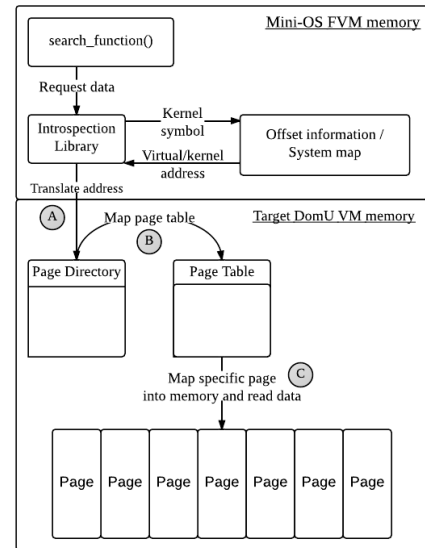 Mini-OS FVM memory
search_function()
Request data
Introspection
Library
Kernel
symbol
Virtual/kernel
address
Offset information /
System map
Translate address
Target DomU VM memory
A
Map page table
B
Page Directory
Page Table
Map specific page
into memory and read data
C
Page Page Page Page Page Page Page